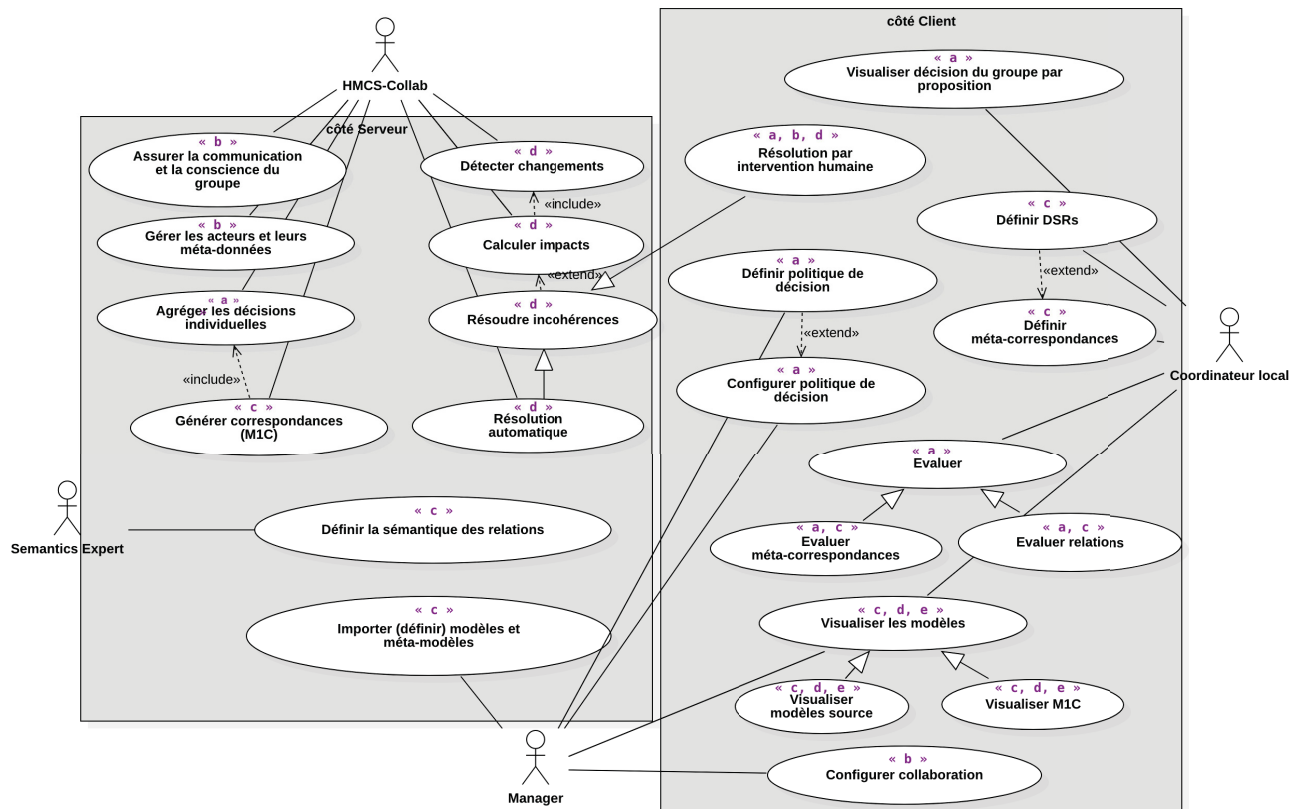 côté Client
« a »
Visualiser décision du groupe par
proposition
HMCS-Collab
côté Serveur
« b »
Assurer la communication
et la conscience du
groupe
« d »
Détecter changements
« a, b, d »
Résolution par
intervention humaine
«include»
« b »
Gérer les acteurs et leurs
méta-données
« d »
Calculer impacts
« c »
Définir DSRs
«extend»
« a »
Définir politique de
décision
«extend»
« a »
Agréger les décisions
individuelles
« d »
Résoudre incohérences
«extend»
« c »
Définir
méta-correspondances
Coordinateur local
«include»
« a »
Configurer politique de
décision
« c »
Générer correspondances
(M1C)
« d »
Résolution
automatique
« a »
Evaluer
Semantics Expert
« c »
Définir la sémantique des relations
« a, c »
Evaluer
méta-correspondances
« a, c »
Evaluer relations
« c »
Importer (définir) modèles et
méta-modèles
« c, d, e »
Visualiser les modèles
« c, d, e »
Visualiser
modèles source
« c, d, e »
Visualiser M1C
Manager
« b »
Configurer collaboration